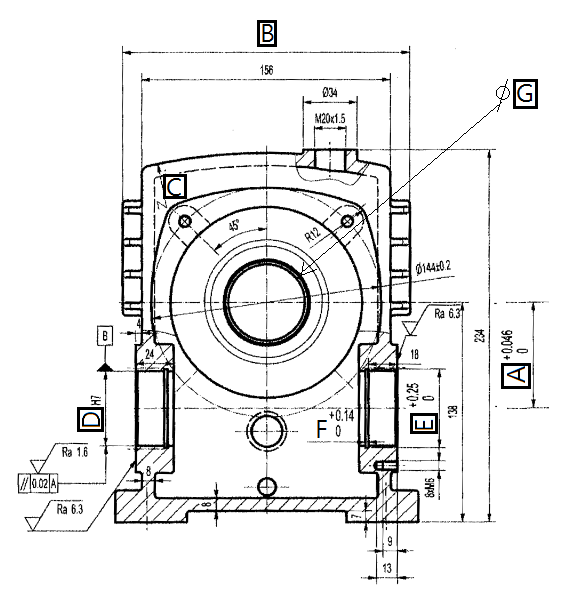 B
156
Ø34
M20x1.5
Ø G
C
45°
R12
Ø144±0.2
4
B
24
Ra 6.3
18
234
+0.046
A 0
D H7
F +0.14
0
+0.25
E 0
138
Ra 1.6
// 0.02 A
8
8xM6
Ra 6.3
8
7
9
13